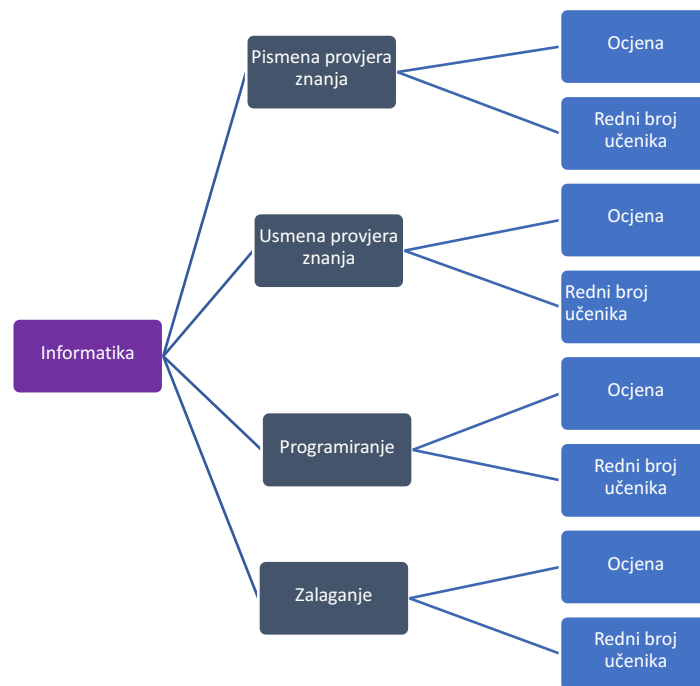 Informatika
Pismena provjera
znanja
Ocjena
Redni broj
učenika
Usmena provjera
znanja
Ocjena
Redni broj
učenika
Programiranje
Ocjena
Redni broj
učenika
Zalaganje
Ocjena
Redni broj
učenika